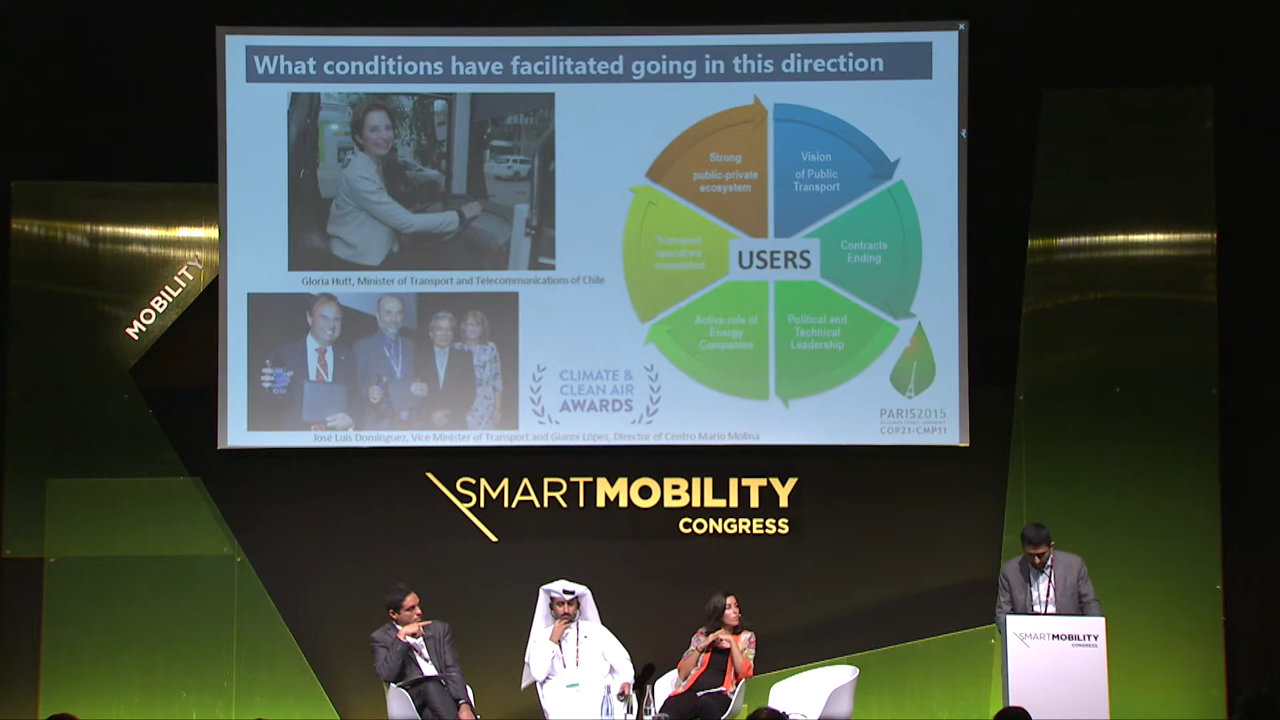 What conditions have facilitated going in this direction
Gloria Hutt, Minister of Transport and Telecommunications of Chile
José Luis Domínguez, Vice Minister of Transport and Gianni López, Director of Centro Mario Molina
CLIMATE &
CLEAN AIR
AWARDS
Strong
public-private
ecosystem
Vision
of Public
Transport
Transport
operators
Contracts
Ending
USERS
Active role of
Energy
Companies
Political and
Technical
Leadership
PARIS2015
COP21·CMP11
MOBILITY
SMARTMOBILITY
CONGRESS
SMARTMOBILITY
CONGRESS